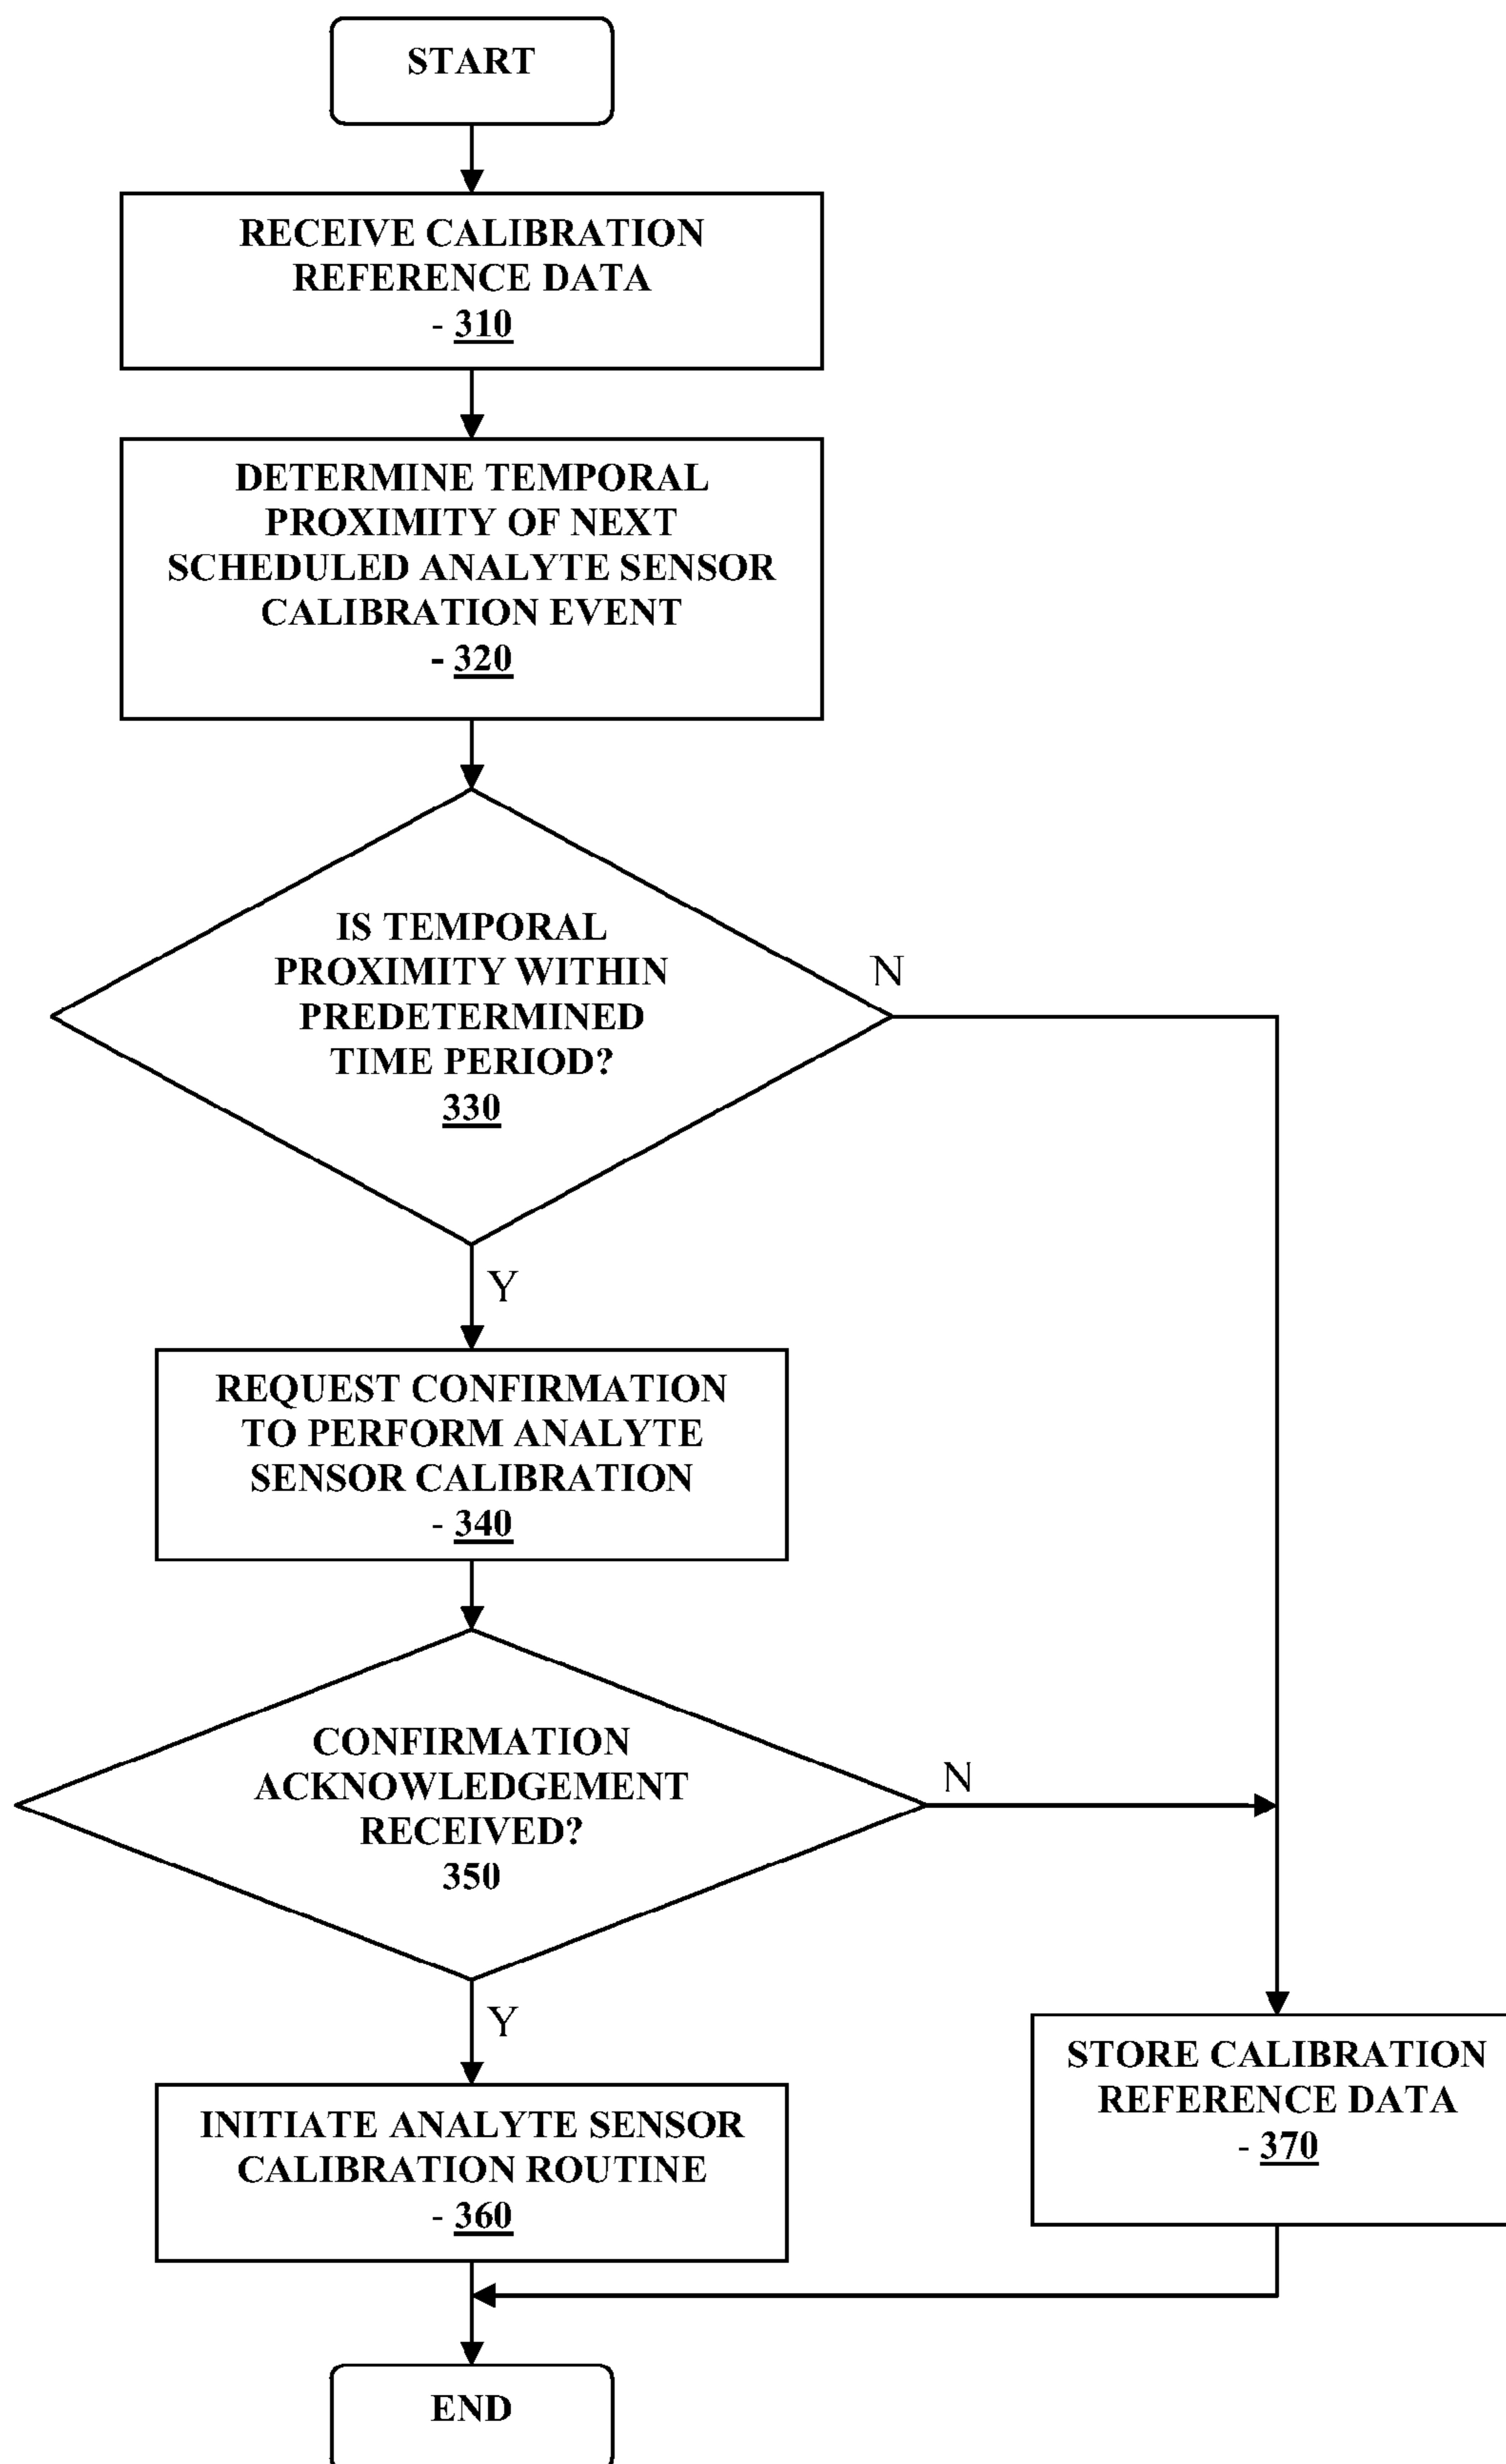 START
RECEIVE CALIBRATION
REFERENCE DATA
- 310
DETERMINE TEMPORAL
PROXIMITY OF NEXT
SCHEDULED ANALYTE SENSOR
CALIBRATION EVENT
- 320
IS TEMPORAL
PROXIMITY WITHIN
PREDETERMINED
TIME PERIOD?
330
N
Y
REQUEST CONFIRMATION
TO PERFORM ANALYTE
SENSOR CALIBRATION
- 340
CONFIRMATION
ACKNOWLEDGEMENT
RECEIVED?
350
N
Y
INITIATE ANALYTE SENSOR
CALIBRATION ROUTINE
- 360
STORE CALIBRATION
REFERENCE DATA
- 370
END